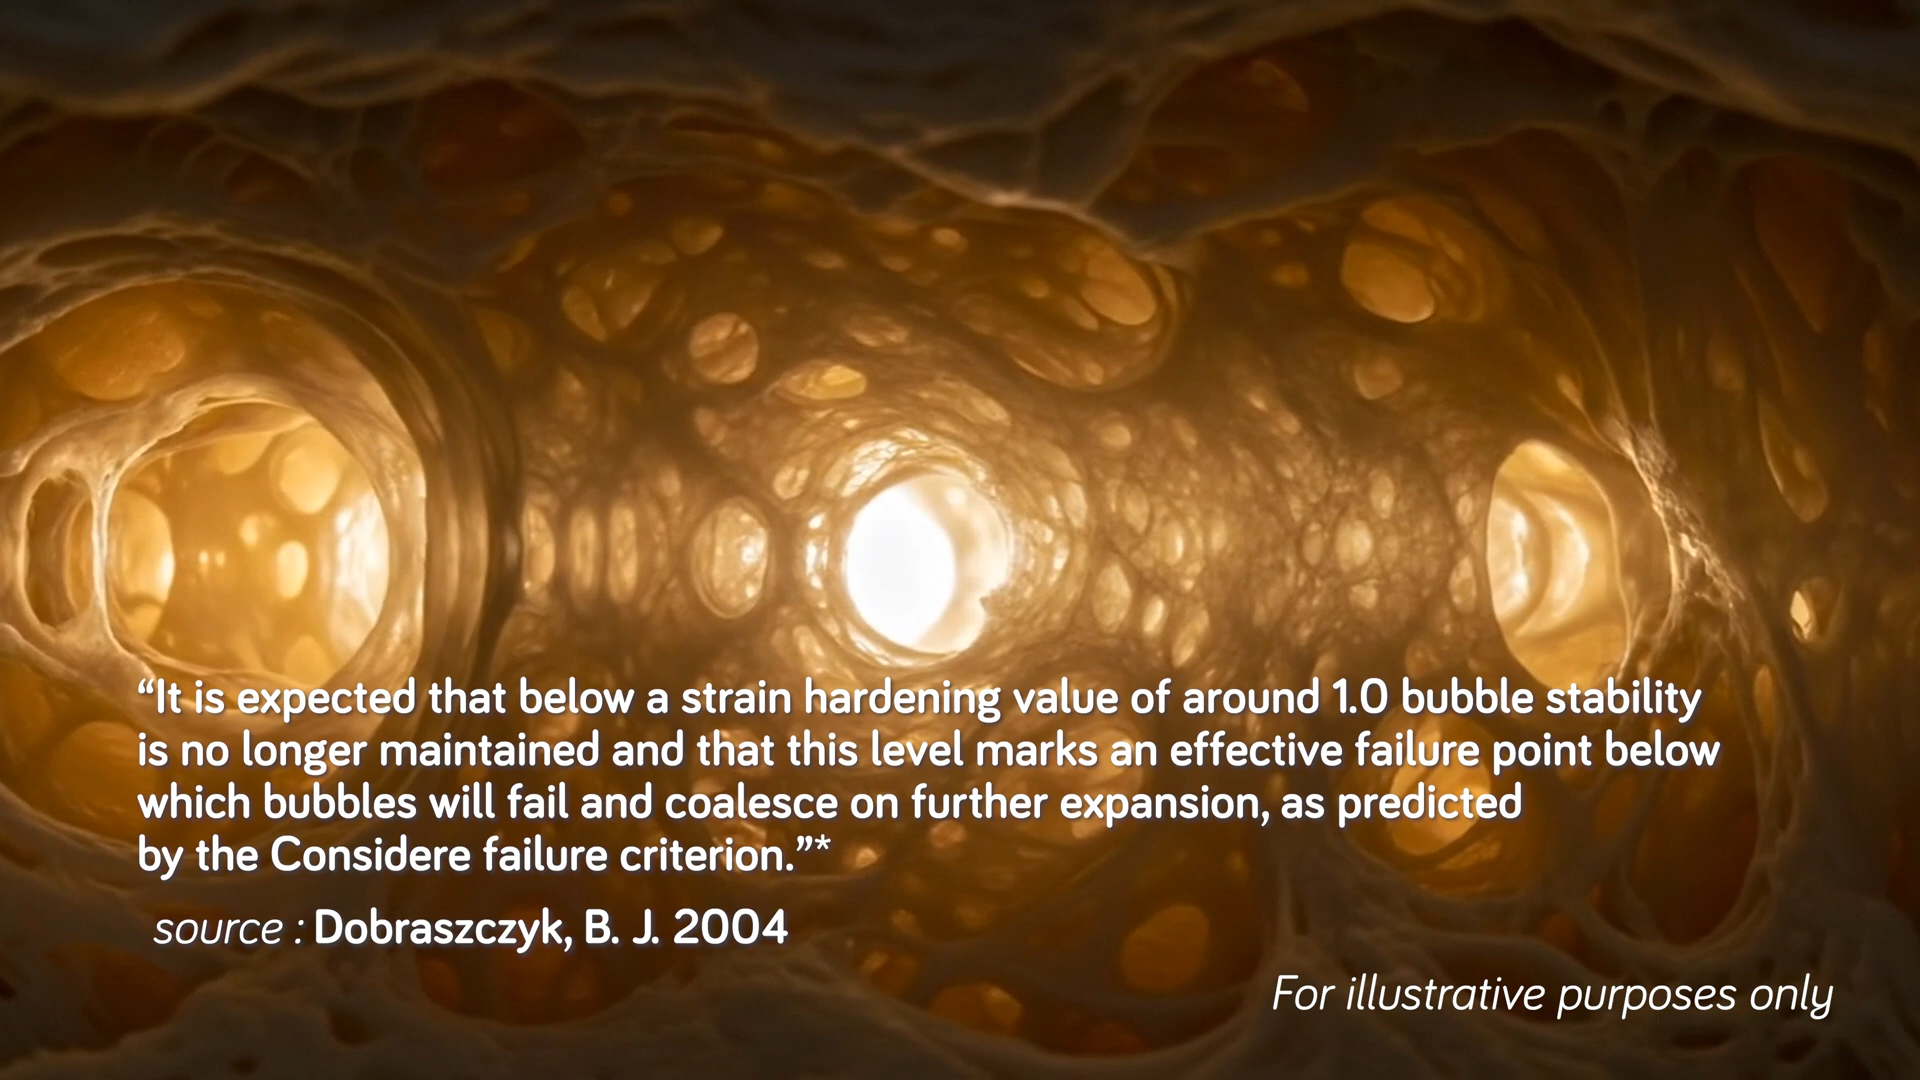 “It is expected that below a strain hardening value of around 1.0 bubble stability
is no longer maintained and that this level marks an effective failure point below
which bubbles will fail and coalesce on further expansion, as predicted
by the Considere failure criterion.”*
source : Dobraszczyk, B. J. 2004
For illustrative purposes only